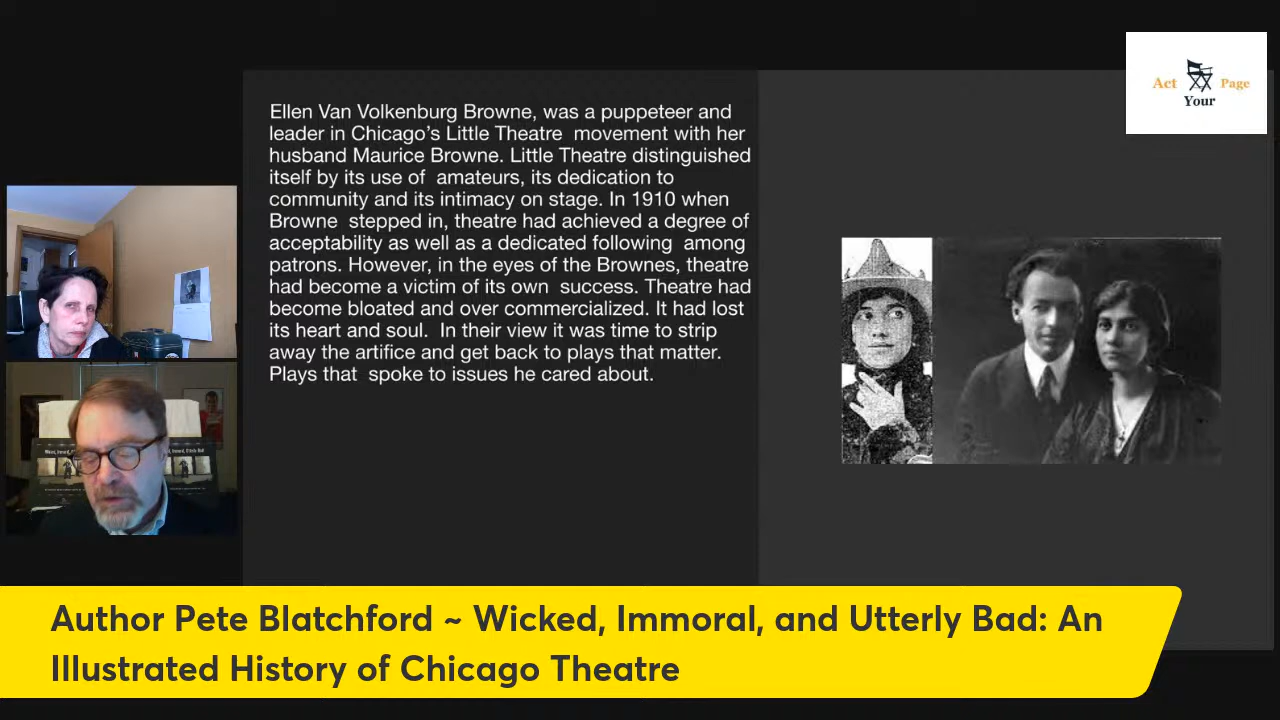 Act Your Page
Ellen Van Volkenburg Browne, was a puppeteer and
leader in Chicago's Little Theatre movement with her
husband Maurice Browne. Little Theatre distinguished
itself by its use of amateurs, its dedication to
community and its intimacy on stage. In 1910 when
Browne stepped in, theatre had achieved a degree of
acceptability as well as a dedicated following among
patrons. However, in the eyes of the Brownes, theatre
had become a victim of its own success. Theatre had
become bloated and over commercialized. It had lost
its heart and soul. In their view it was time to strip
away the artifice and get back to plays that matter.
Plays that spoke to issues he cared about.
Author Pete Blatchford ~ Wicked, Immoral, and Utterly Bad: An
Illustrated History of Chicago Theatre